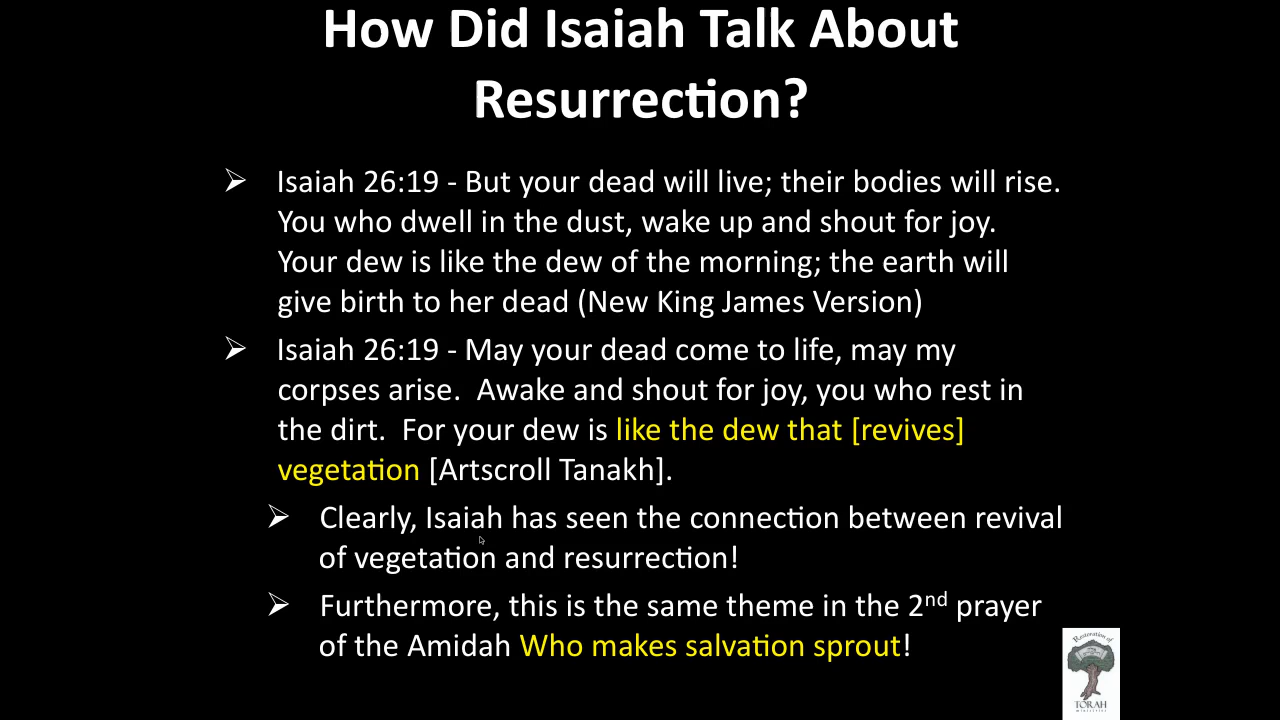 How Did Isaiah Talk About
Resurrection?
➢ Isaiah 26:19 - But your dead will live; their bodies will rise.
You who dwell in the dust, wake up and shout for joy.
Your dew is like the dew of the morning; the earth will
give birth to her dead (New King James Version)
➢ Isaiah 26:19 - May your dead come to life, may my
corpses arise.  Awake and shout for joy, you who rest in
the dirt.  For your dew is like the dew that [revives]
vegetation [Artscroll Tanakh].
➢ Clearly, Isaiah has seen the connection between revival
of vegetation and resurrection!
➢ Furthermore, this is the same theme in the 2nd prayer
of the Amidah Who makes salvation sprout!
Restoration of
TORAH
MINISTRIES